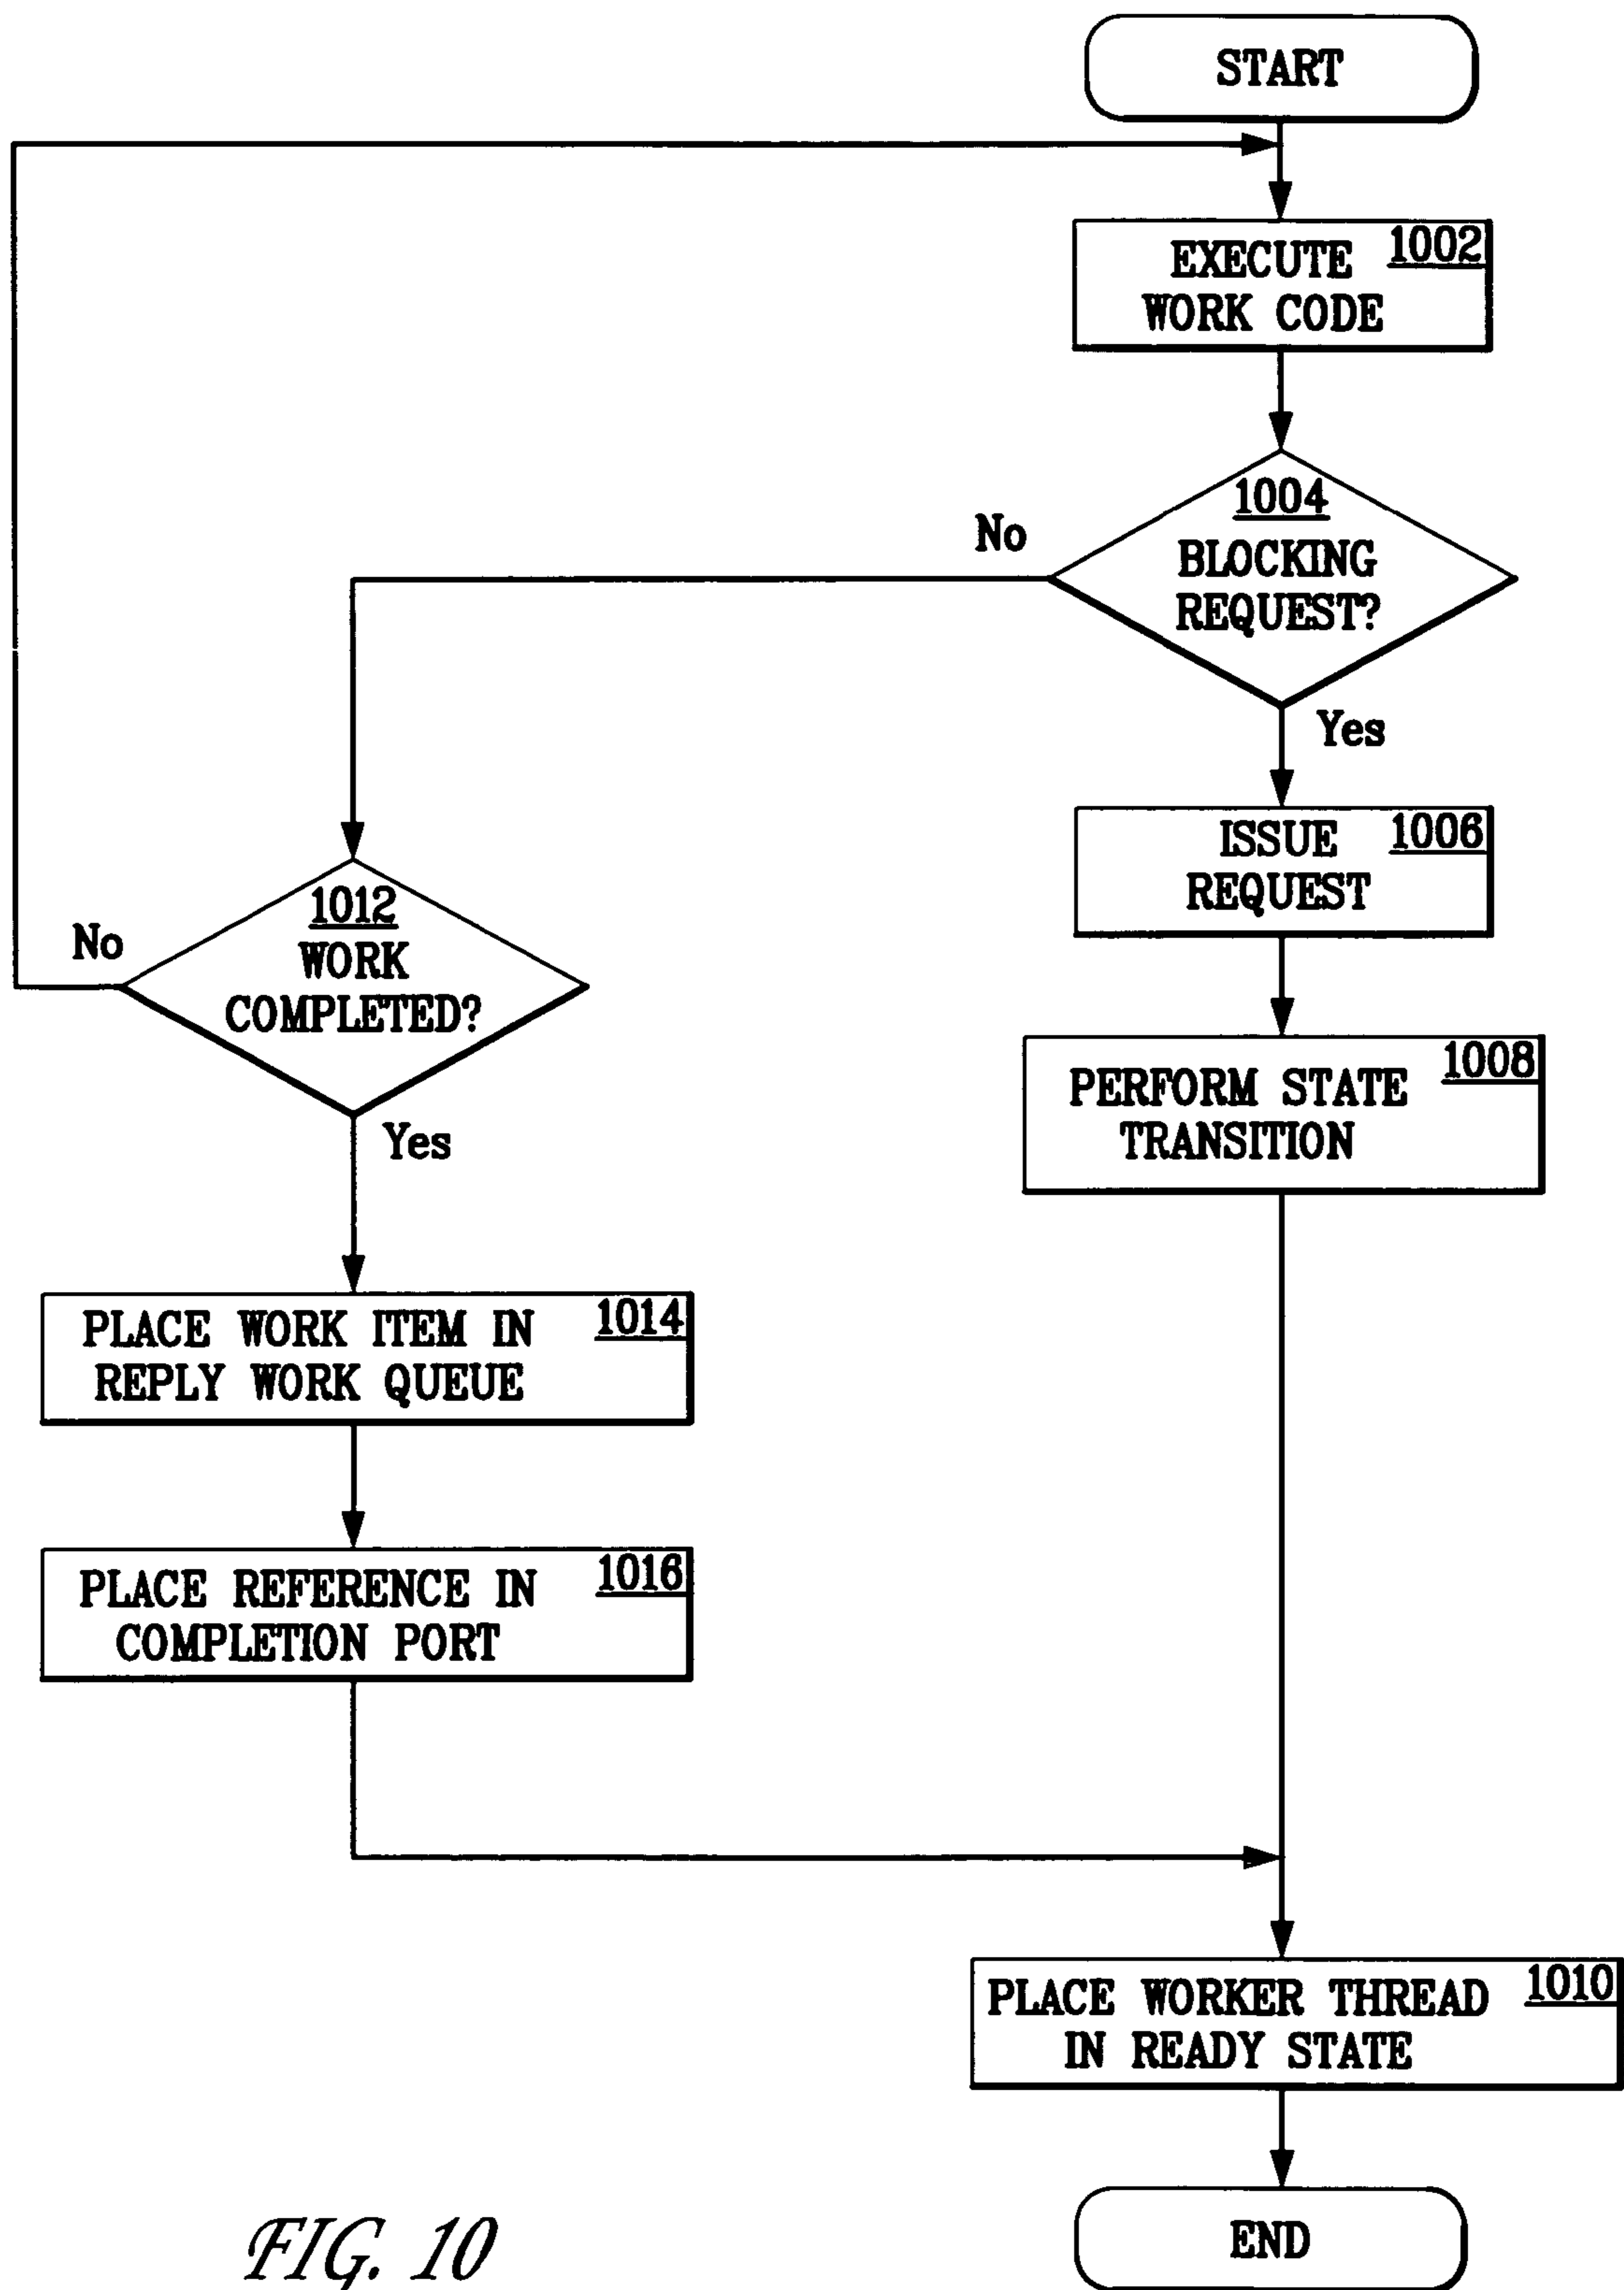 START
1002
EXECUTE
WORK CODE
1004
BLOCKING
REQUEST?
No
Yes
1006
ISSUE
REQUEST
1008
PERFORM STATE
TRANSITION
1012
WORK
COMPLETED?
No
Yes
1014
PLACE WORK ITEM IN
REPLY WORK QUEUE
1016
PLACE REFERENCE IN
COMPLETION PORT
1010
PLACE WORKER THREAD
IN READY STATE
END
FIG. 10